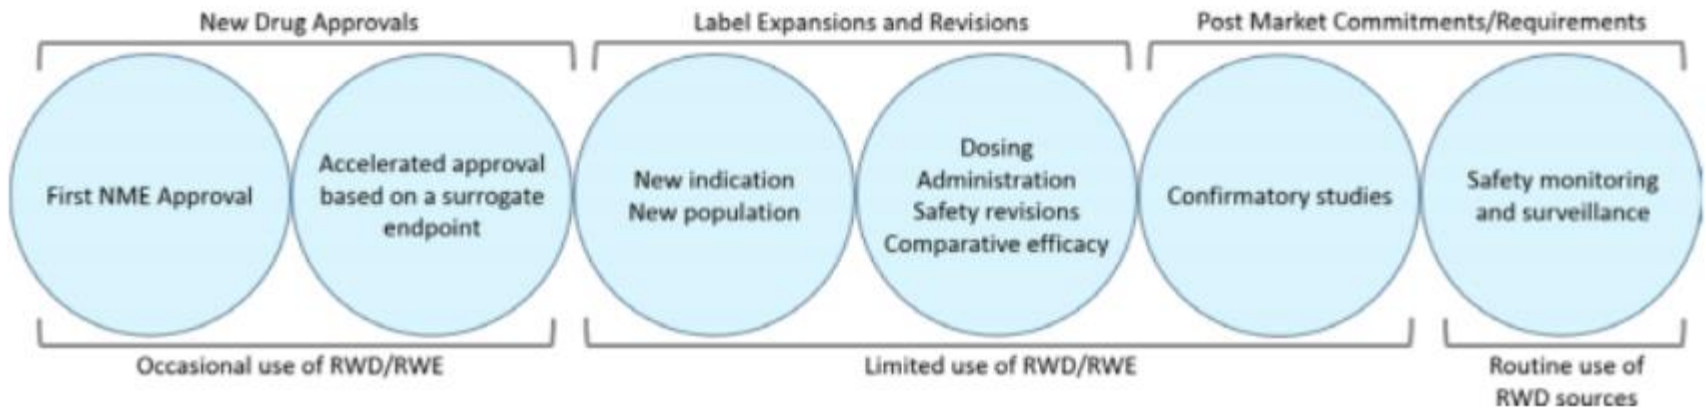 New Drug Approvals
Label Expansions and Revisions
Post Market Commitments/Requirements
First NME Approval
Accelerated approval
based on a surrogate
endpoint
New indication
New population
Dosing
Administration
Safety revisions
Comparative efficacy
Confirmatory studies
Safety monitoring
and surveillance
Occasional use of RWD/RWE
Limited use of RWD/RWE
Routine use of
RWD sources